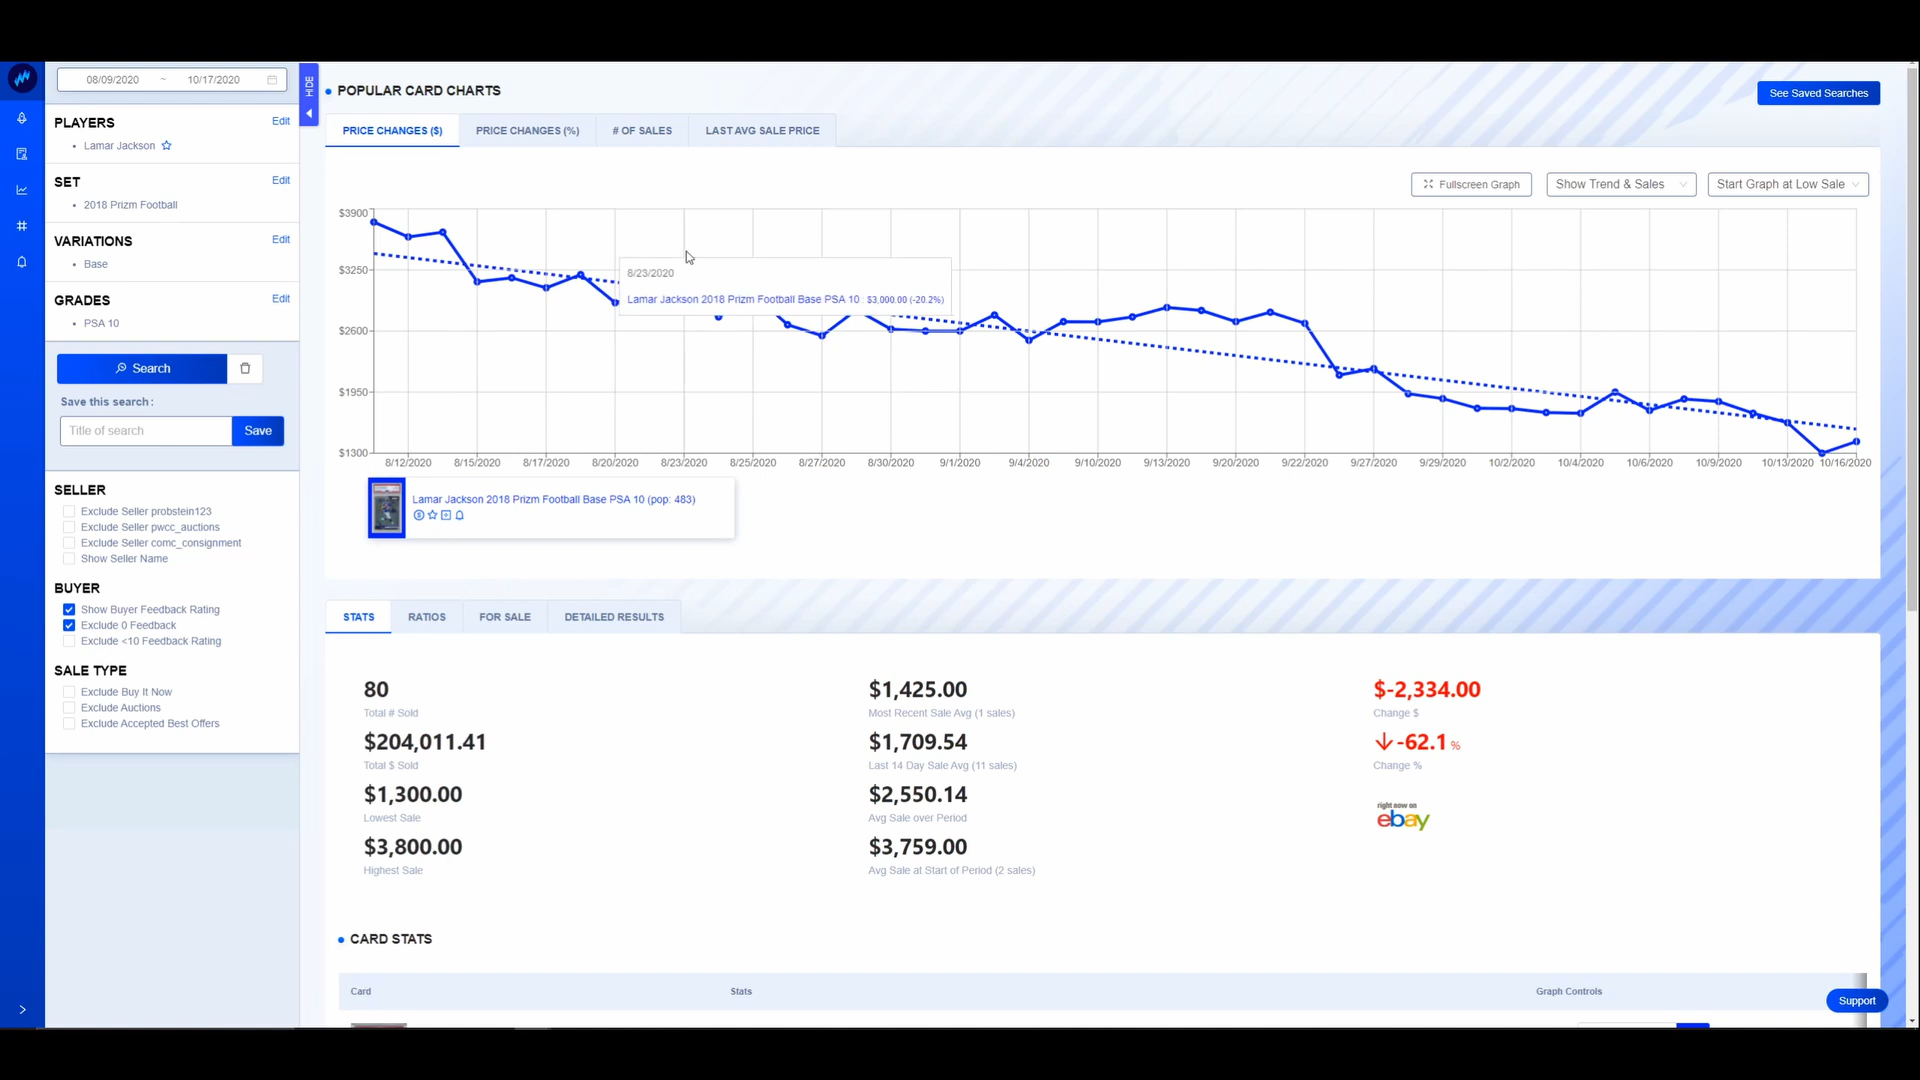 08/09/2020 ~ 10/17/2020
HIDE
PLAYERS Edit
Lamar Jackson
SET Edit
2018 Prizm Football
VARIATIONS Edit
Base
GRADES Edit
PSA 10
Search
Save this search:
Title of search Save
SELLER
Exclude Seller probstein123
Exclude Seller pwcc_auctions
Exclude Seller comc_consignment
Show Seller Name
BUYER
Show Buyer Feedback Rating
Exclude 0 Feedback
Exclude <10 Feedback Rating
SALE TYPE
Exclude Buy It Now
Exclude Auctions
Exclude Accepted Best Offers
POPULAR CARD CHARTS
See Saved Searches
PRICE CHANGES ($) PRICE CHANGES (%) # OF SALES LAST AVG SALE PRICE
Fullscreen Graph Show Trend & Sales Start Graph at Low Sale
$3900
$3250
$2600
$1950
$1300
8/23/2020
Lamar Jackson 2018 Prizm Football Base PSA 10 : $3,000.00 (-20.2%)
8/12/2020 8/15/2020 8/17/2020 8/20/2020 8/23/2020 8/25/2020 8/27/2020 8/30/2020 9/1/2020 9/4/2020 9/10/2020 9/13/2020 9/20/2020 9/22/2020 9/27/2020 9/29/2020 10/2/2020 10/4/2020 10/6/2020 10/9/2020 10/13/2020 10/16/2020
Lamar Jackson 2018 Prizm Football Base PSA 10 (pop: 483)
STATS RATIOS FOR SALE DETAILED RESULTS
80
Total # Sold
$204,011.41
Total $ Sold
$1,300.00
Lowest Sale
$3,800.00
Highest Sale
$1,425.00
Most Recent Sale Avg (1 sales)
$1,709.54
Last 14 Day Sale Avg (11 sales)
$2,550.14
Avg Sale over Period
$3,759.00
Avg Sale at Start of Period (2 sales)
$-2,334.00
Change $
-62.1 %
Change %
right now on
ebay
CARD STATS
Card Stats Graph Controls
Support